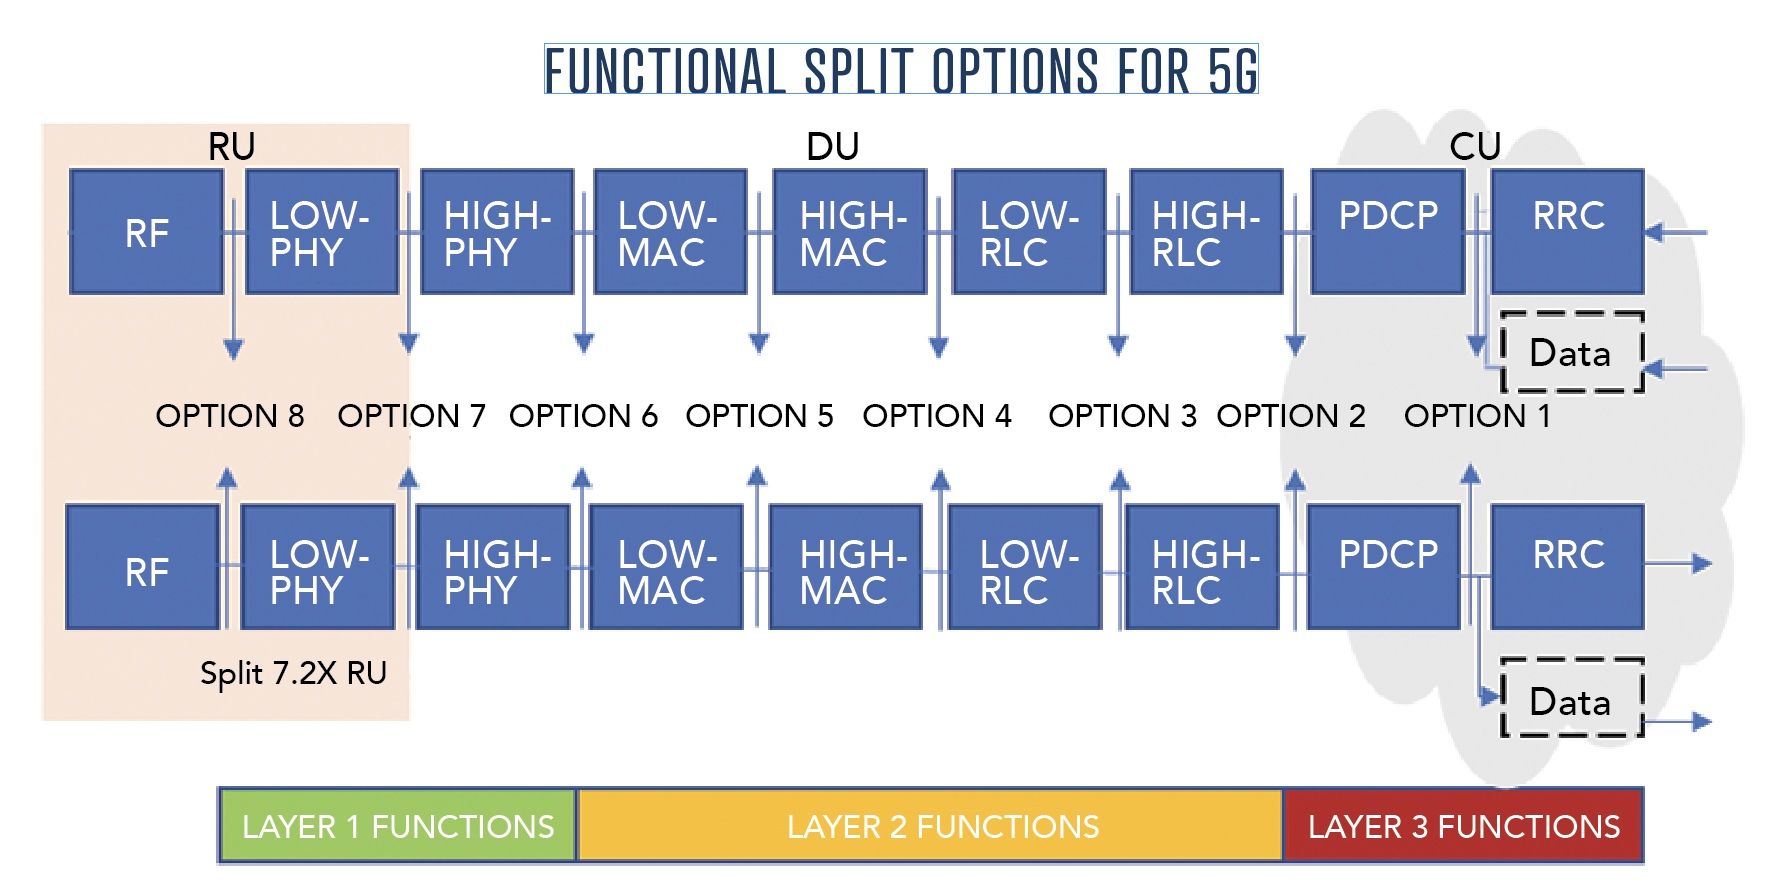 FUNCTIONAL SPLIT OPTIONS FOR 5G
RU DU CU
RF LOW- HIGH- LOW- HIGH- LOW- HIGH- PDCP RRC
PHY PHY MAC MAC RLC RLC
Data
OPTION 8 OPTION 7 OPTION 6 OPTION 5 OPTION 4 OPTION 3 OPTION 2 OPTION 1
RF LOW- HIGH- LOW- HIGH- LOW- HIGH- PDCP RRC
PHY PHY MAC MAC RLC RLC
Split 7.2X RU
Data
LAYER 1 FUNCTIONS LAYER 2 FUNCTIONS LAYER 3 FUNCTIONS